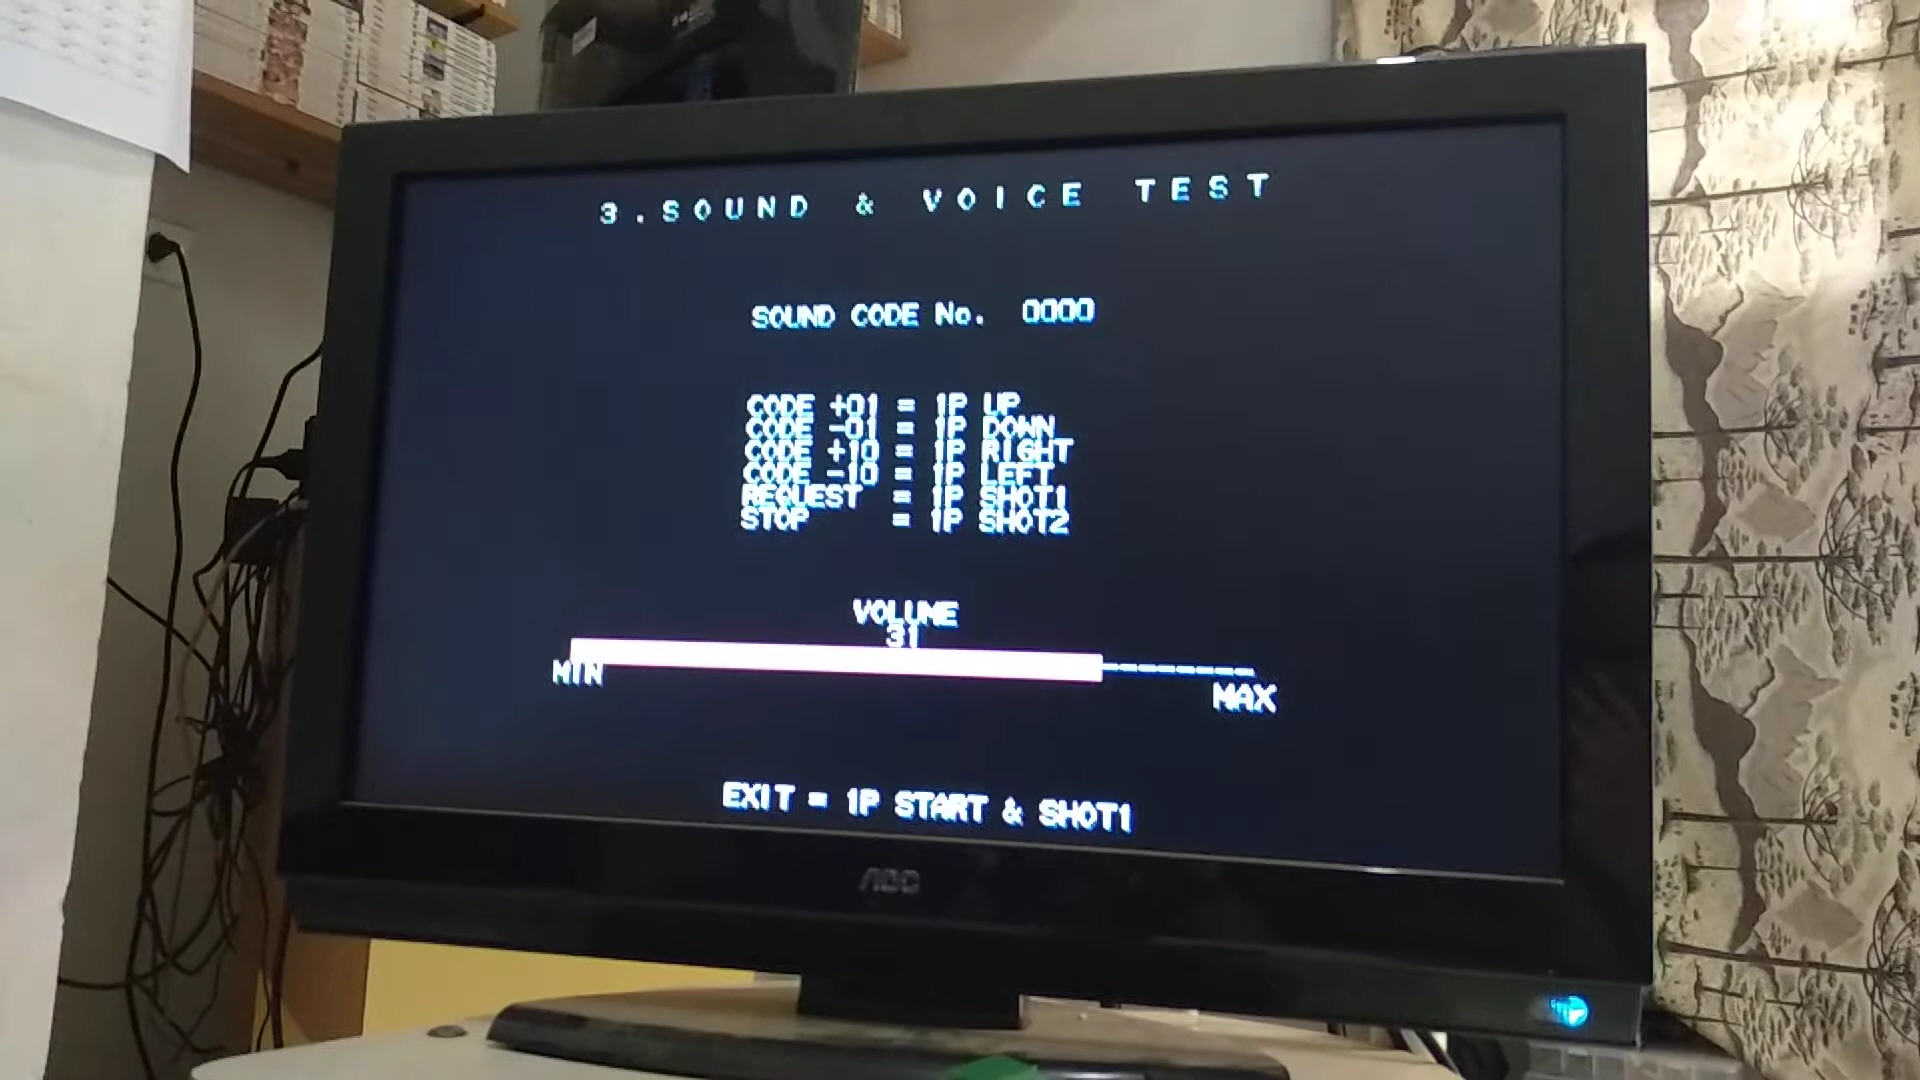 3.SOUND & VOICE TEST
SOUND CODE No. 0000
CODE +01 = 1P UP
CODE -01 = 1P DOWN
CODE +10 = 1P RIGHT
CODE -10 = 1P LEFT
REQUEST = 1P SHOT1
STOP = 1P SHOT2
VOLUME
31
MIN
MAX
EXIT = 1P START & SHOT1
AOC